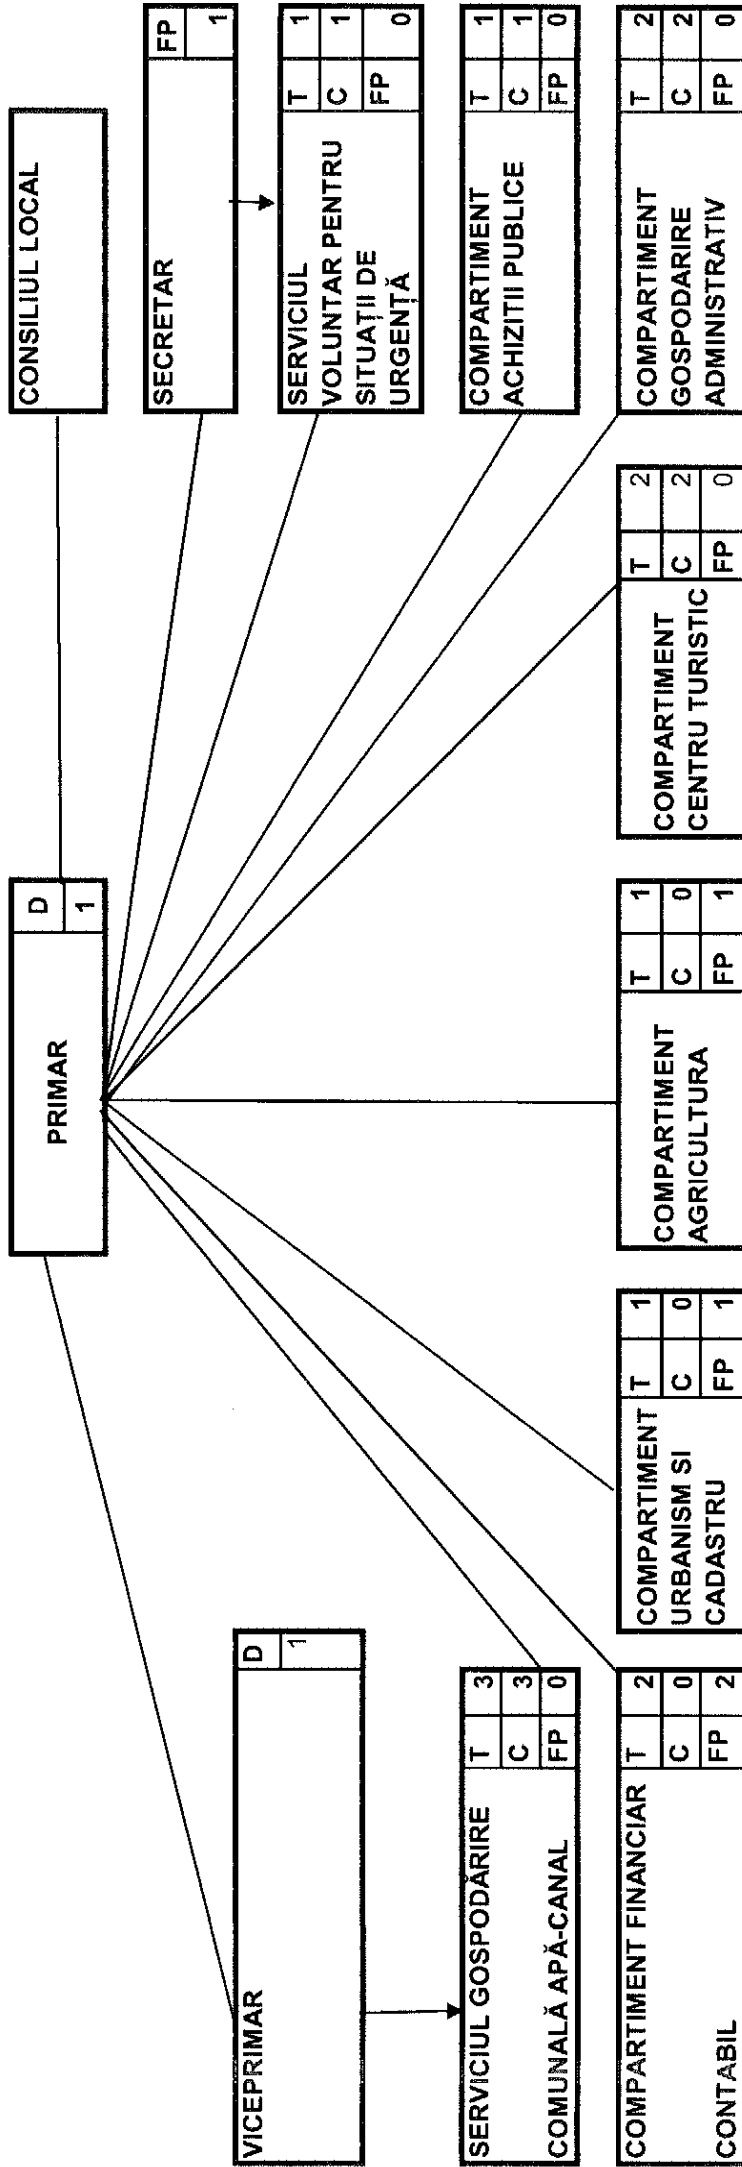 PRIMAR
D
1
CONSILIUL LOCAL
VICEPRIMAR
D
1
SECRETAR
FP
1
SERVICIUL GOSPODĂRIRE
COMUNALĂ APĂ-CANAL
T 3
C 3
FP 0
SERVICIUL
VOLUNTAR PENTRU
SITUAȚII DE
URGENȚĂ
T 1
C 1
FP 0
COMPARTIMENT
ACHIZITII PUBLICE
T 1
C 1
FP 0
COMPARTIMENT FINANCIAR
CONTABIL
T 2
C 0
FP 2
COMPARTIMENT
URBANISM SI
CADASTRU
T 1
C 0
FP 1
COMPARTIMENT
AGRICULTURA
T 1
C 0
FP 1
COMPARTIMENT
CENTRU TURISTIC
T 2
C 2
FP 0
COMPARTIMENT
GOSPODARIRE
ADMINISTRATIV
T 2
C 2
FP 0